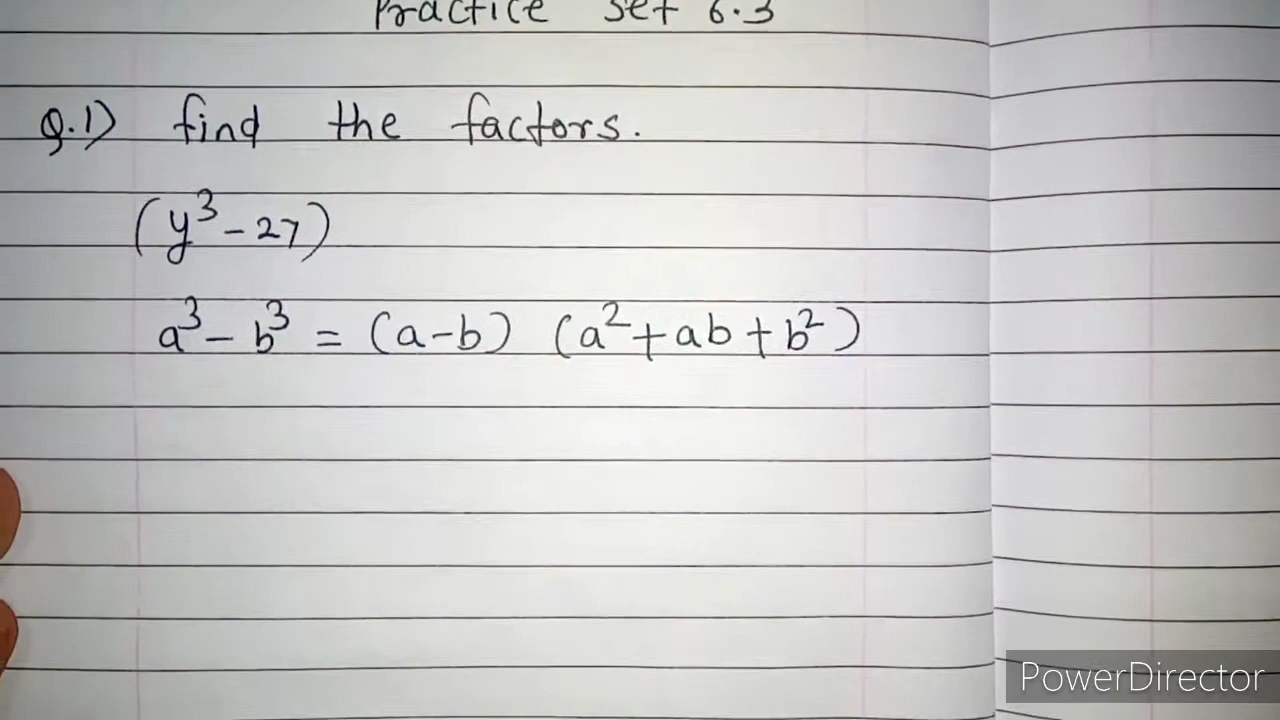 Practice set 6.3
Q.1) find the factors.
(y³-27)
a³-b³ = (a-b) (a²+ab+b²)
PowerDirector